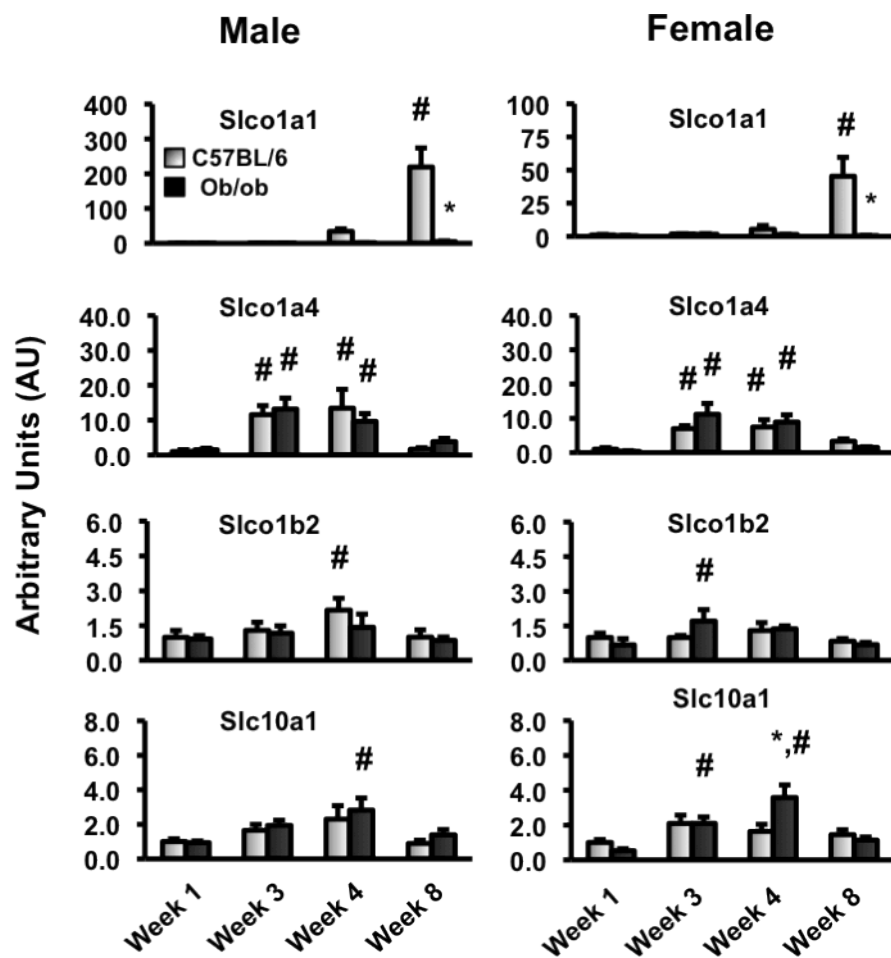 Male
Female
400
300
200
100
0
Slco1a1
C57BL/6
Ob/ob
#
*
100
75
50
25
0
Slco1a1
#
*
Arbitrary Units (AU)
40.0
30.0
20.0
10.0
0.0
Slco1a4
# # # #
40.0
30.0
20.0
10.0
0.0
Slco1a4
# # # #
6.0
4.5
3.0
1.5
0.0
Slco1b2
#
6.0
4.5
3.0
1.5
0.0
Slco1b2
#
8.0
6.0
4.0
2.0
0.0
Slc10a1
#
Week 1 Week 3 Week 4 Week 8
8.0
6.0
4.0
2.0
0.0
Slc10a1
# *,#
Week 1 Week 3 Week 4 Week 8